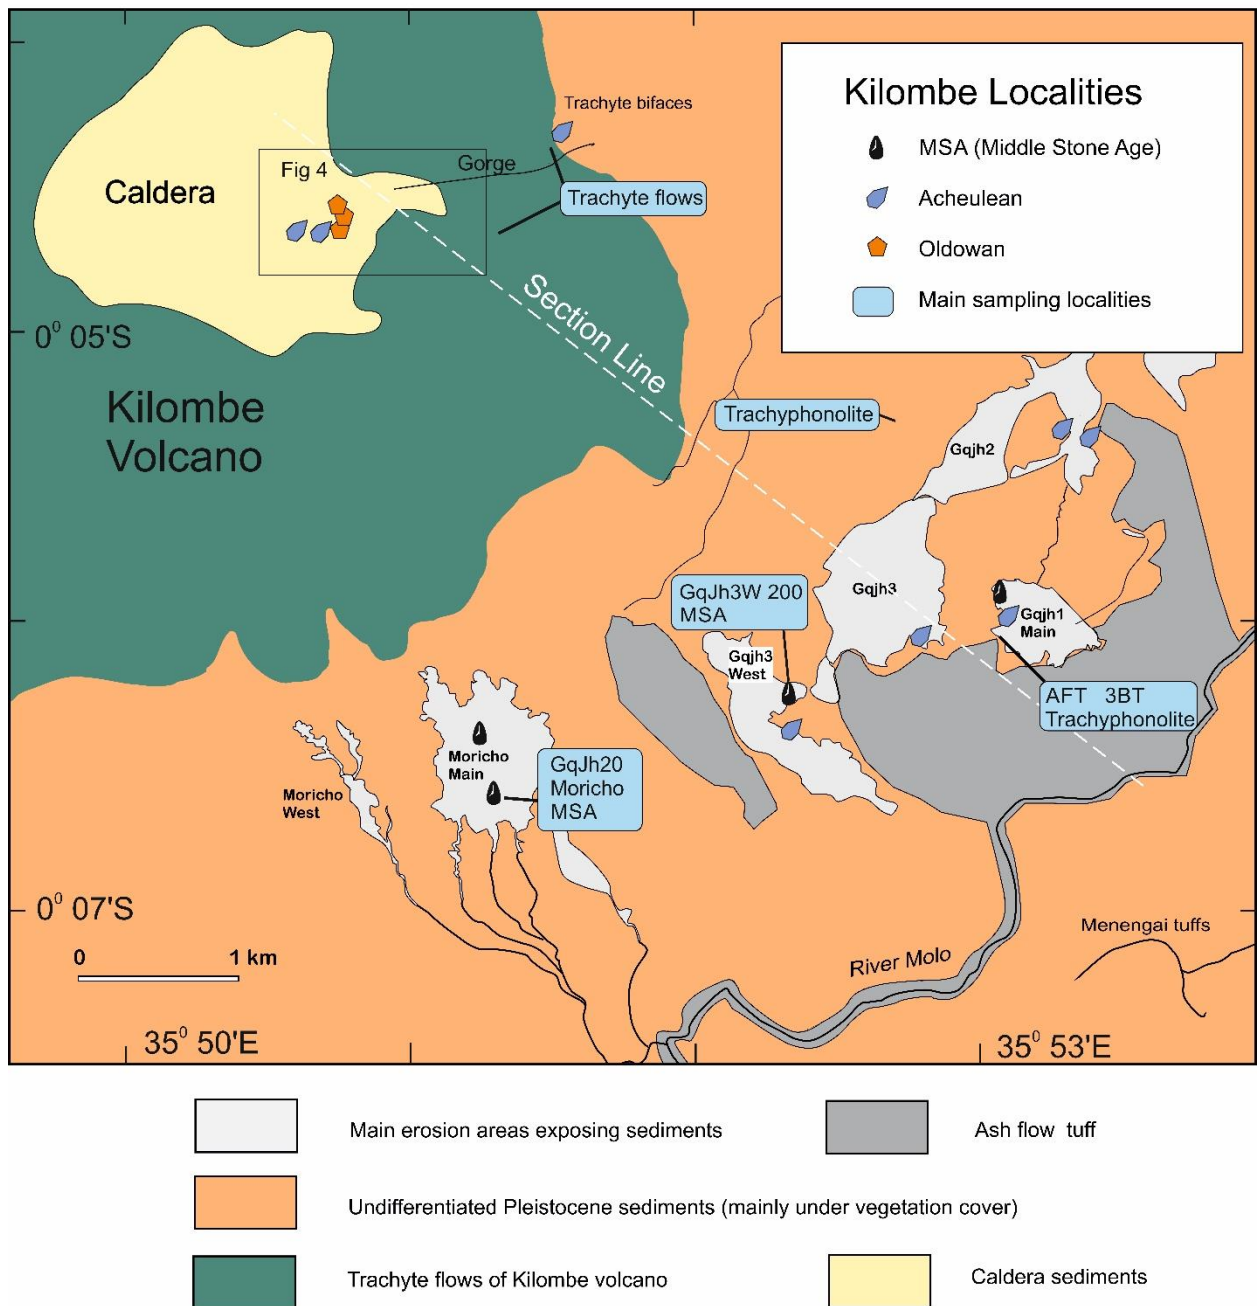 Kilombe Localities
MSA (Middle Stone Age)
Acheulean
Oldowan
Main sampling localities
Trachyte bifaces
Gorge
Fig 4
Caldera
Trachyte flows
Section Line
0⁰ 05'S
Kilombe
Volcano
Trachyphonolite
Gqjh2
Gqjh3
GqJh3W 200
MSA
Gqjh1
Main
Gqjh3
West
AFT 3BT
Trachyphonolite
Moricho
Main
GqJh20
Moricho
MSA
Moricho
West
0⁰ 07'S
0 1 km
River Molo
Menengai tuffs
35⁰ 50'E
35⁰ 53'E
Main erosion areas exposing sediments
Ash flow tuff
Undifferentiated Pleistocene sediments (mainly under vegetation cover)
Trachyte flows of Kilombe volcano
Caldera sediments